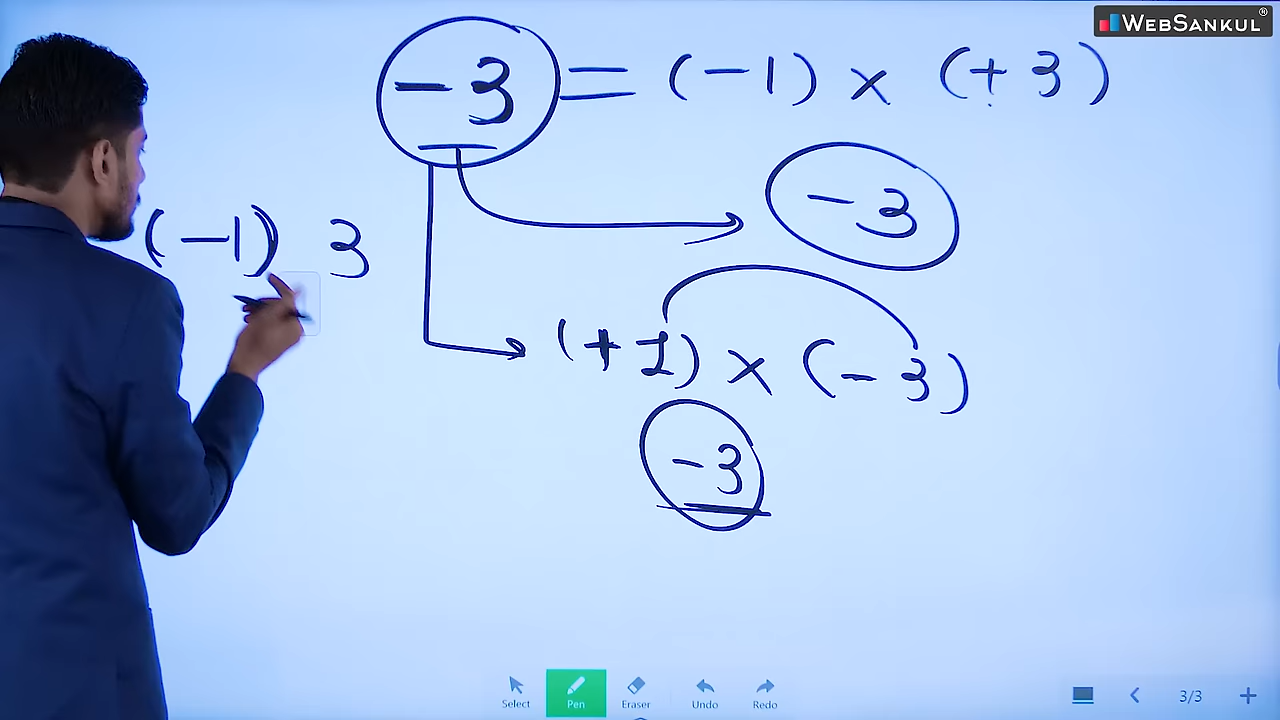 WEBSANKUL®
-3 = (-1) × (+3)
-3
(-1) 3
(+1) × (-3)
-3
Select Pen Eraser Undo Redo
3/3